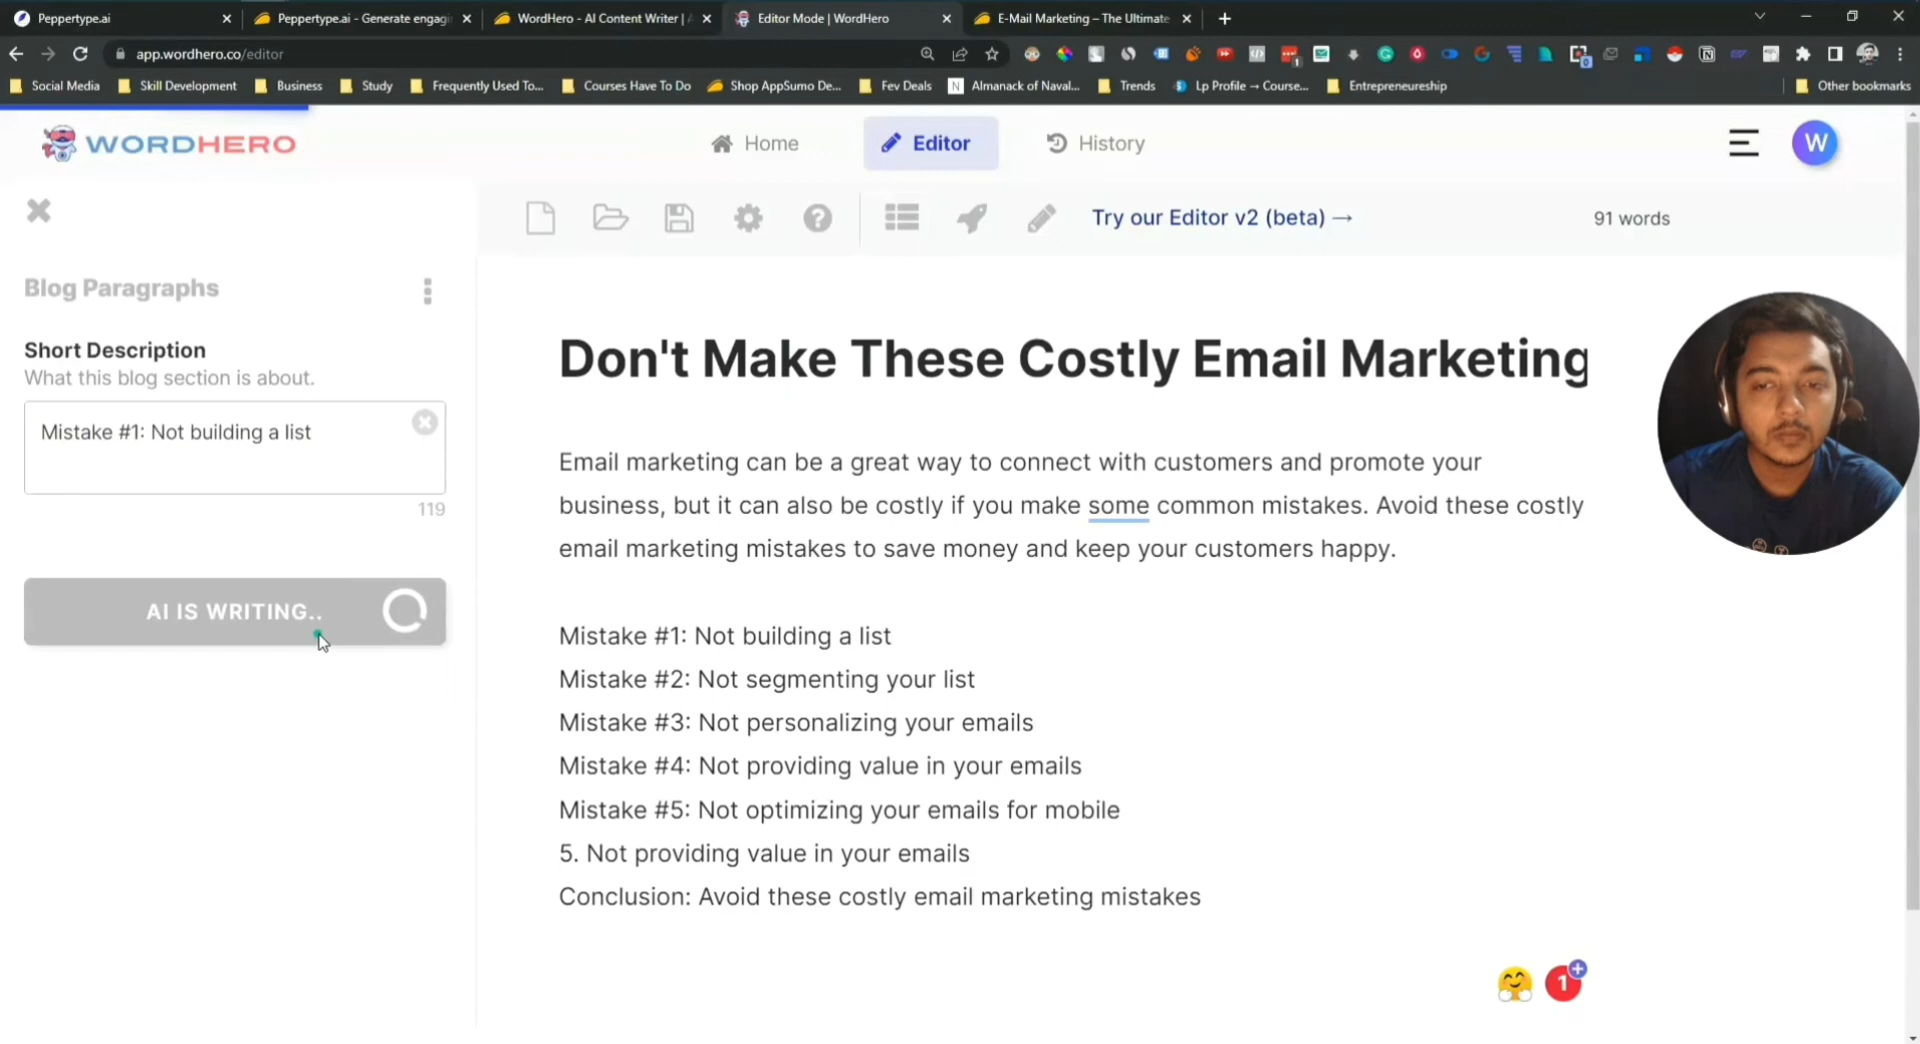 Peppertype.ai
Peppertype.ai - Generate engagi
WordHero - AI Content Writer |
Editor Mode | WordHero
E-Mail Marketing – The Ultimate
app.wordhero.co/editor
Social Media
Skill Development
Business
Study
Frequently Used To...
Courses Have To Do
Shop AppSumo De...
Fev Deals
Almanack of Naval...
Trends
Lp Profile → Course...
Entrepreneureship
Other bookmarks
WORDHERO
Home
Editor
History
W
Try our Editor v2 (beta) →
91 words
Blog Paragraphs
Short Description
What this blog section is about.
Mistake #1: Not building a list
119
AI IS WRITING..
Don't Make These Costly Email Marketing
Email marketing can be a great way to connect with customers and promote your
business, but it can also be costly if you make some common mistakes. Avoid these costly
email marketing mistakes to save money and keep your customers happy.
Mistake #1: Not building a list
Mistake #2: Not segmenting your list
Mistake #3: Not personalizing your emails
Mistake #4: Not providing value in your emails
Mistake #5: Not optimizing your emails for mobile
5. Not providing value in your emails
Conclusion: Avoid these costly email marketing mistakes
1